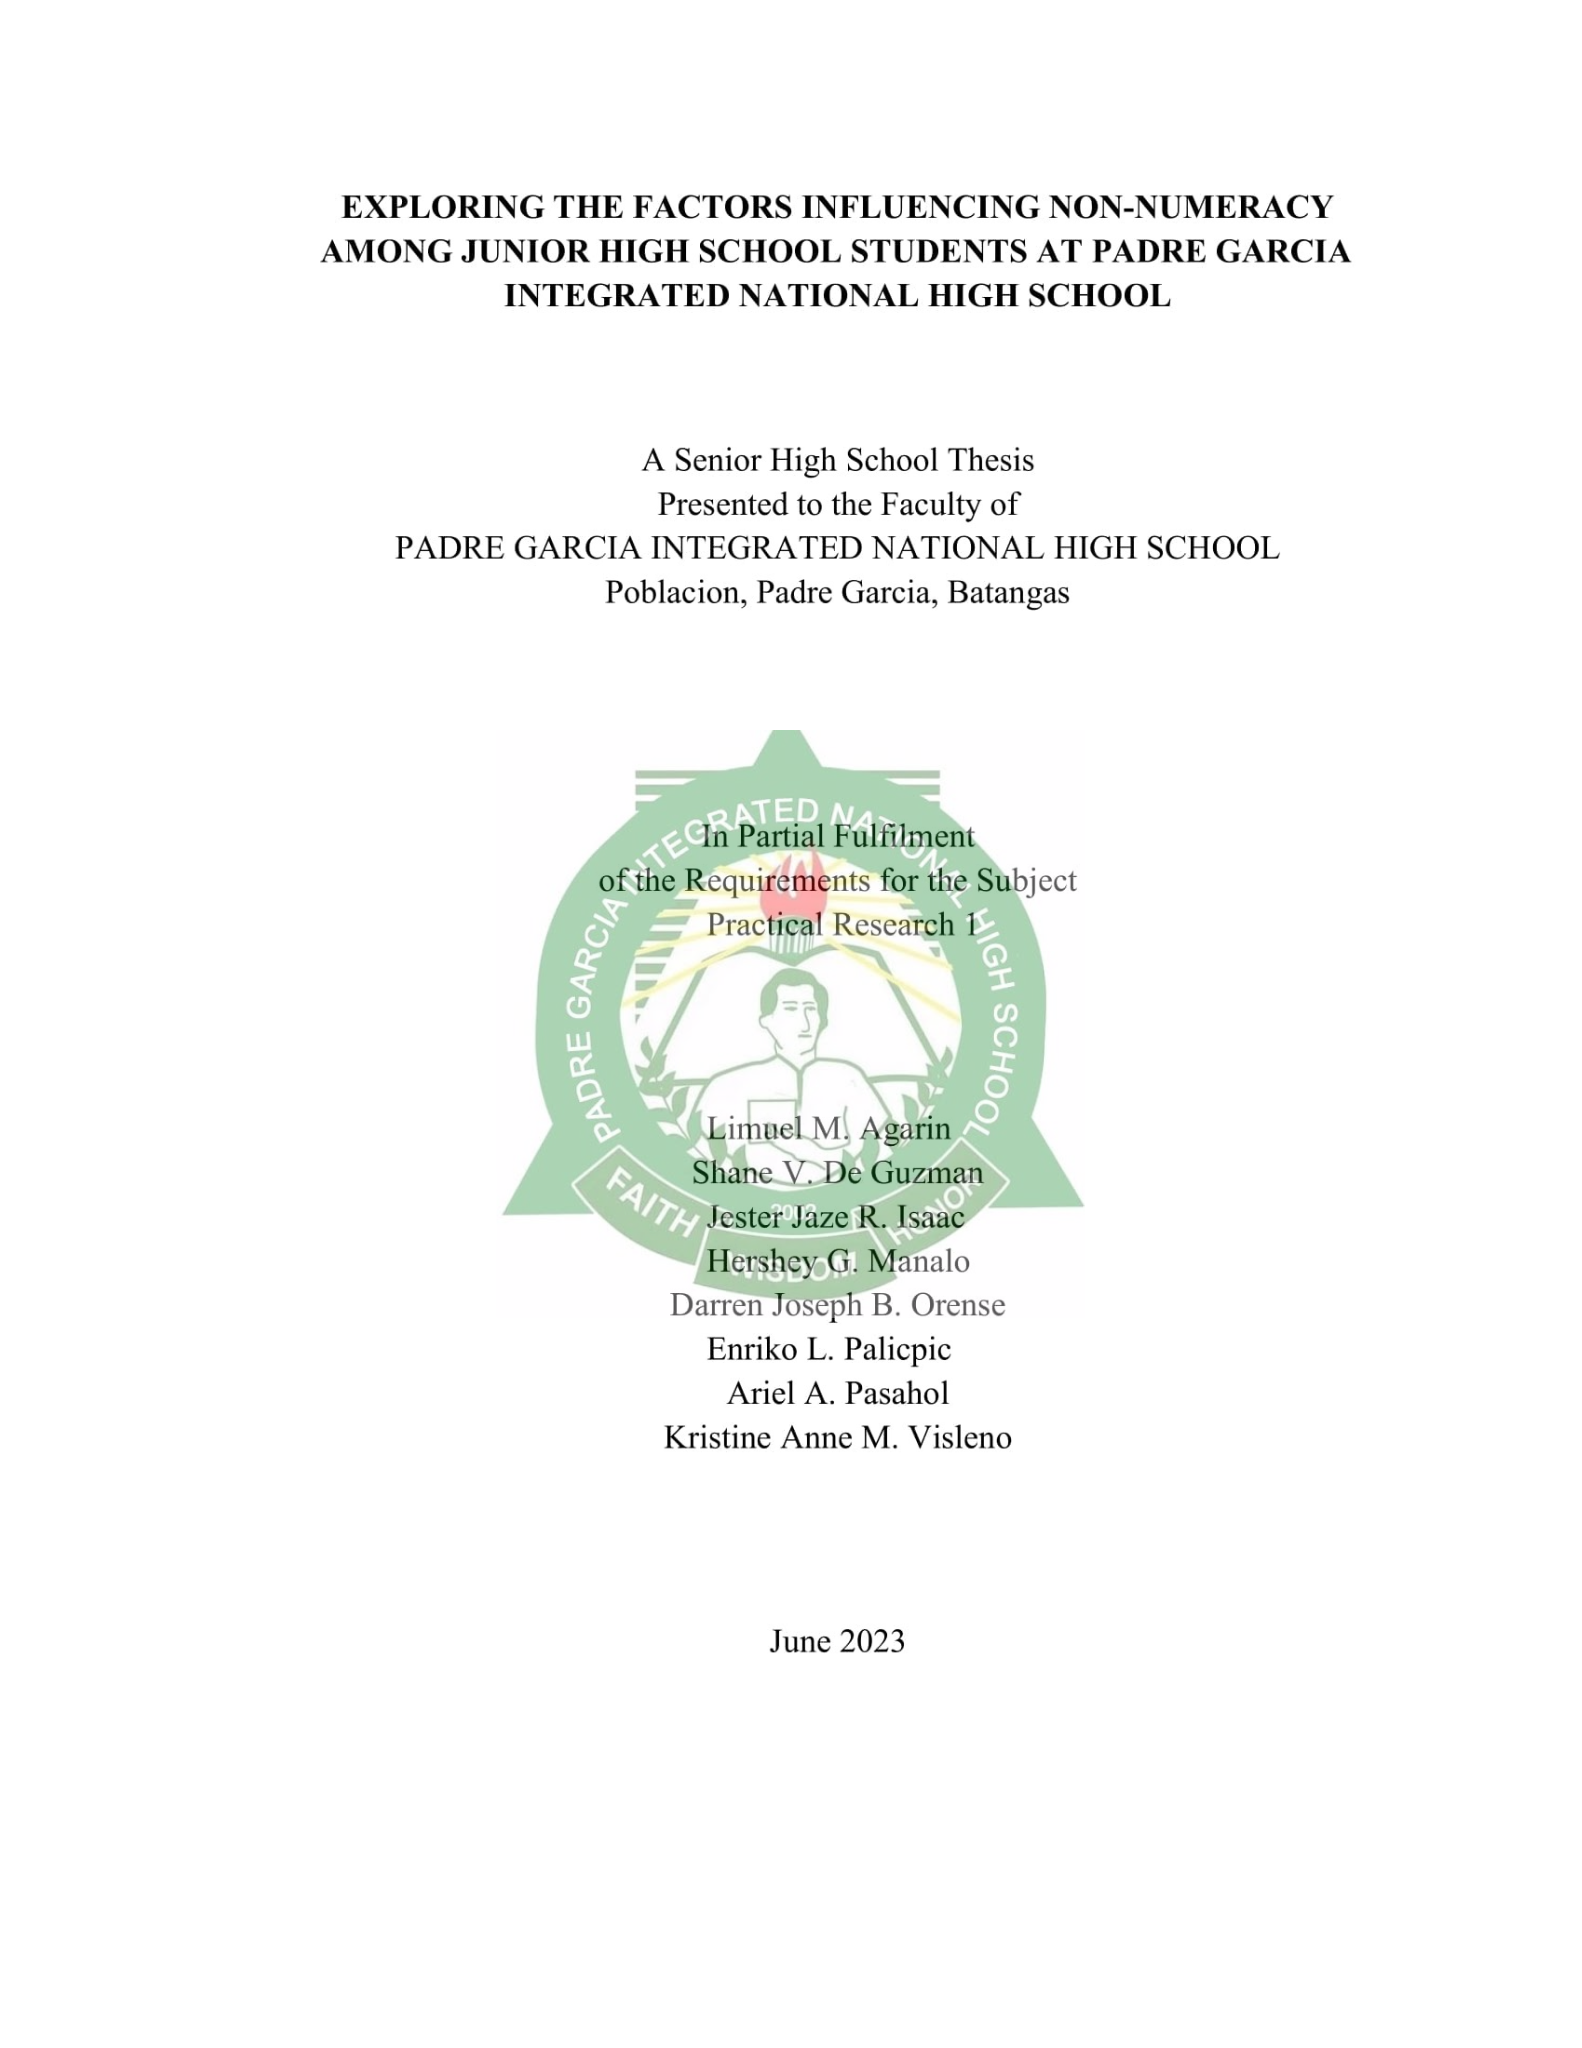 EXPLORING THE FACTORS INFLUENCING NON-NUMERACY
AMONG JUNIOR HIGH SCHOOL STUDENTS AT PADRE GARCIA
INTEGRATED NATIONAL HIGH SCHOOL
A Senior High School Thesis
Presented to the Faculty of
PADRE GARCIA INTEGRATED NATIONAL HIGH SCHOOL
Poblacion, Padre Garcia, Batangas
PADRE GARCIA INTEGRATED NATIONAL HIGH SCHOOL
In Partial Fulfilment
of the Requirements for the Subject
Practical Research 1
Limuel M. Agarin
Shane V. De Guzman
Jester Jaze R. Isaac
Hershey G. Manalo
Darren Joseph B. Orense
Enriko L. Palicpic
Ariel A. Pasahol
Kristine Anne M. Visleno
FAITH
WISDOM
HONOR
June 2023